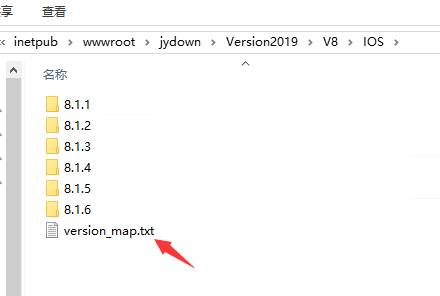 享 查看
« inetpub > wwwroot > jydown > Version2019 > V8 > IOS >
名称
8.1.1
8.1.2
8.1.3
8.1.4
8.1.5
8.1.6
version_map.txt